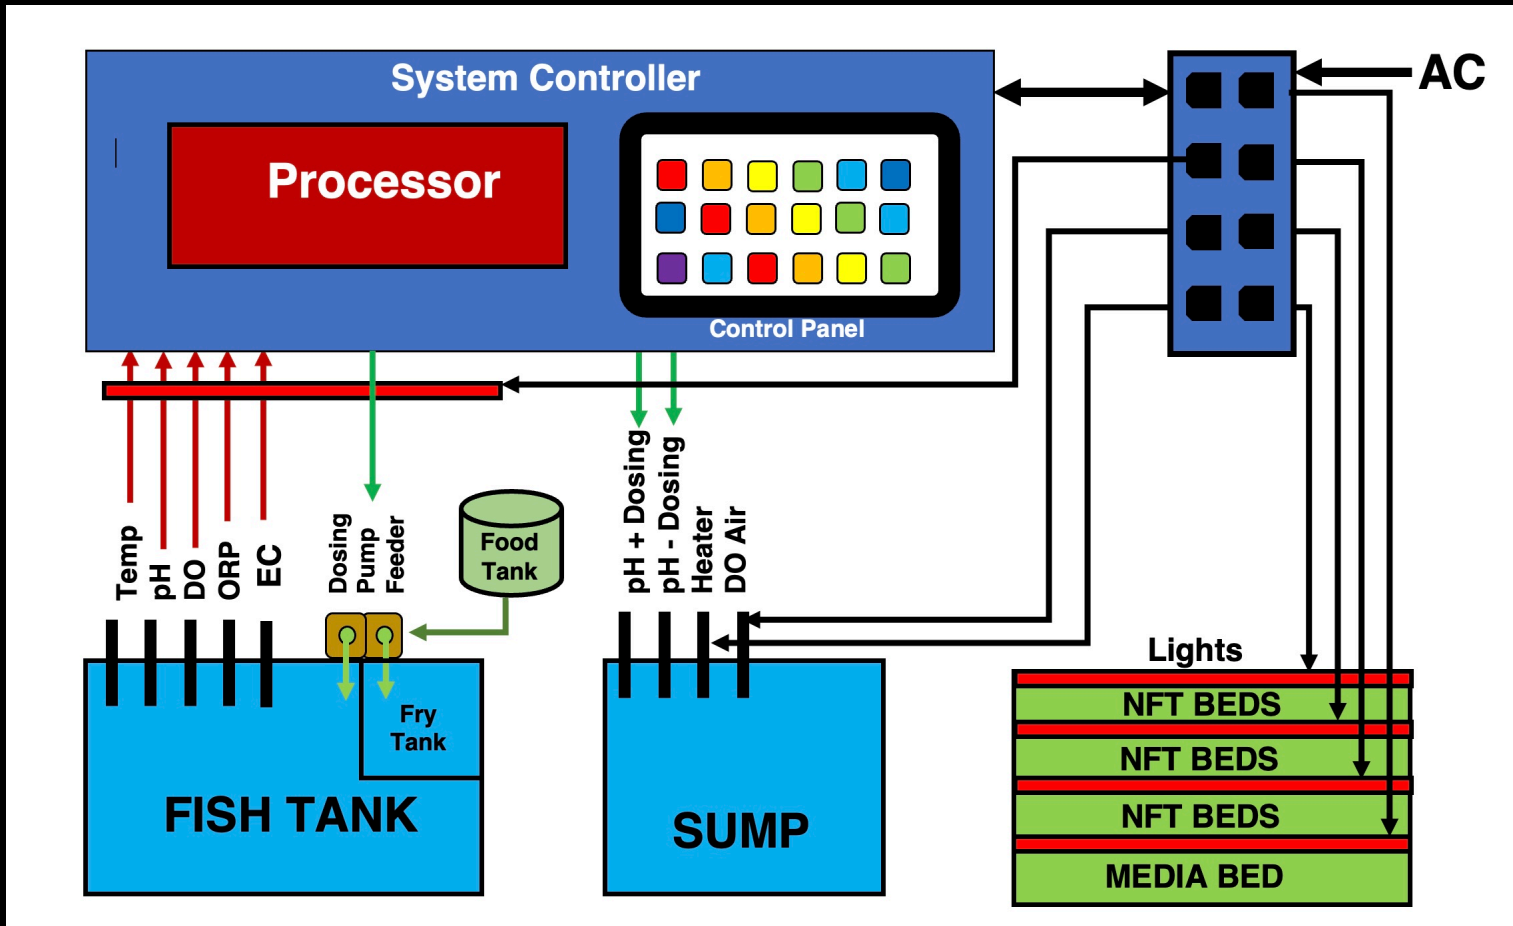 System Controller
AC
Processor
Control Panel
Temp
pH
DO
ORP
EC
Dosing
Pump
Feeder
Food
Tank
pH + Dosing
pH - Dosing
Heater
DO Air
Fry
Tank
FISH TANK
SUMP
Lights
NFT BEDS
NFT BEDS
NFT BEDS
MEDIA BED